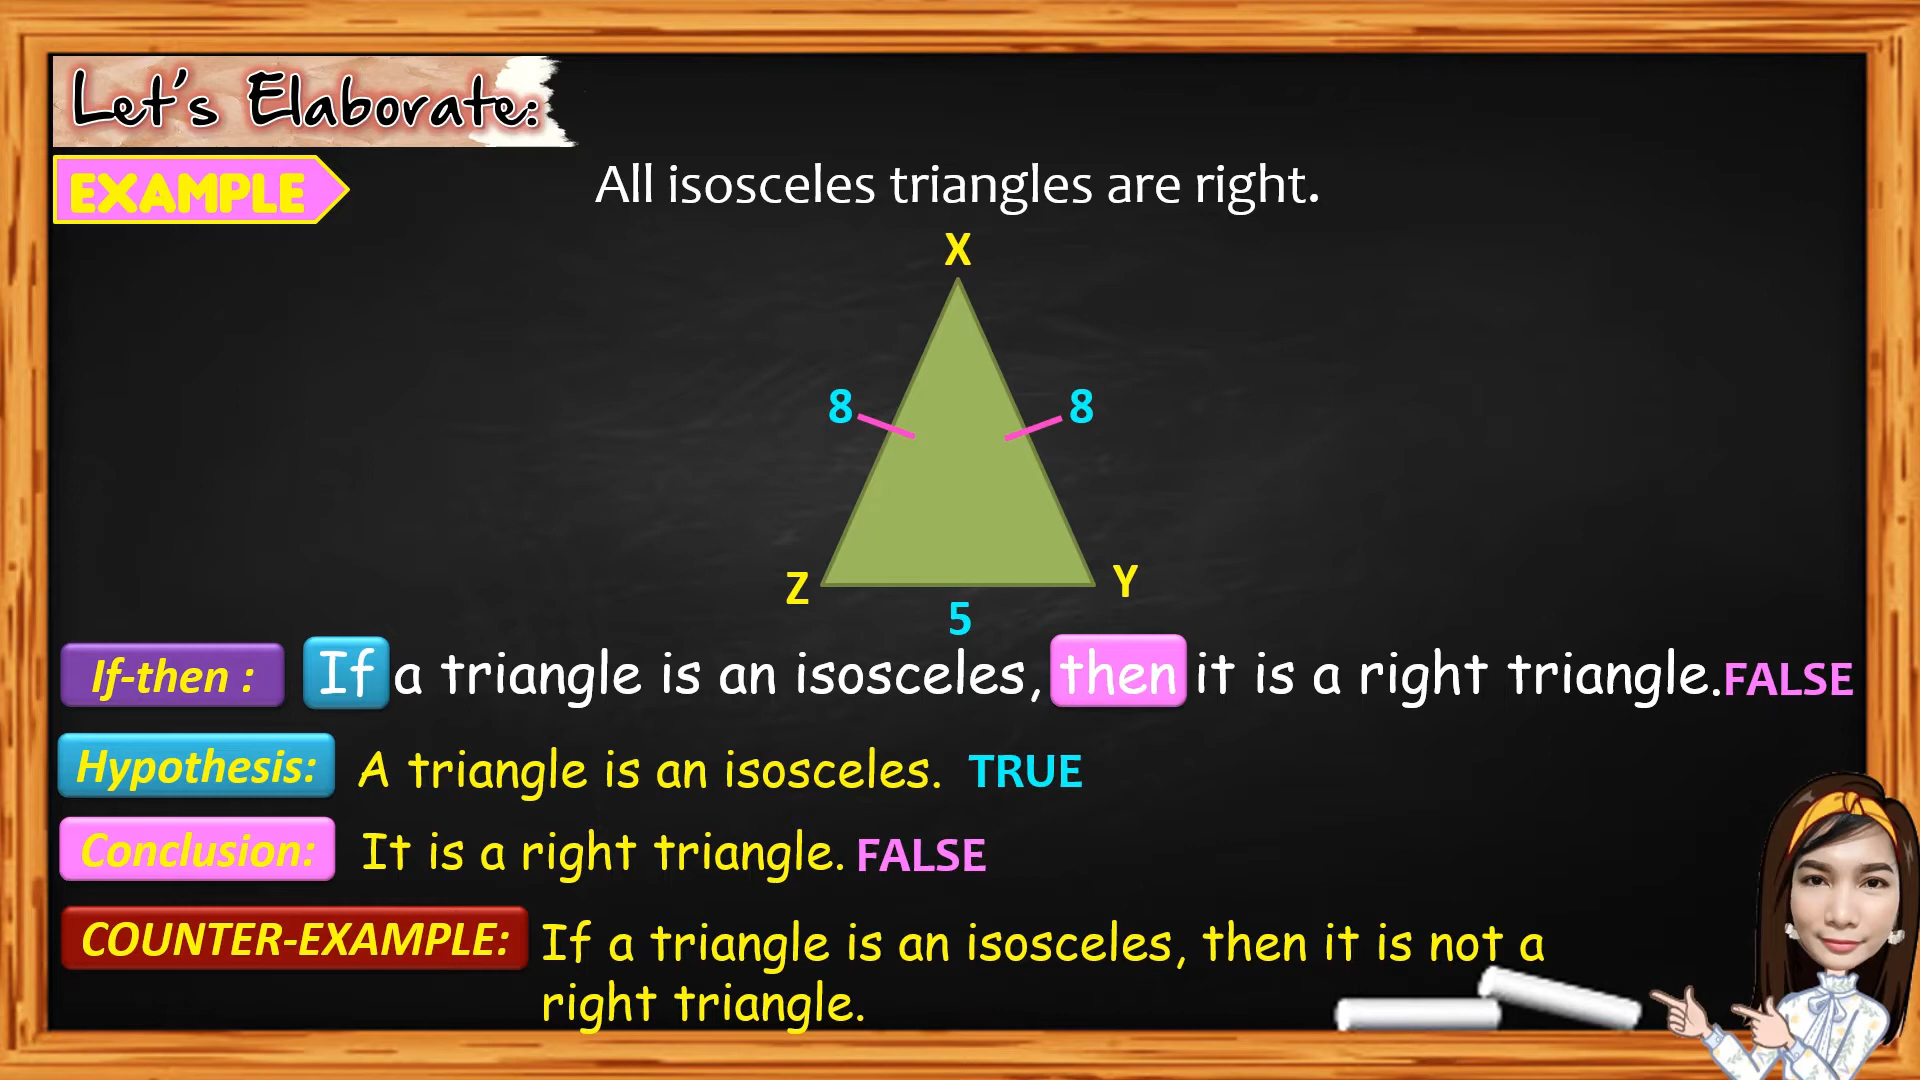 Let's Elaborate:
EXAMPLE
All isosceles triangles are right.
X
8
8
Z
Y
5
If-then :
If a triangle is an isosceles, then it is a right triangle.FALSE
Hypothesis:
A triangle is an isosceles. TRUE
Conclusion:
It is a right triangle. FALSE
COUNTER-EXAMPLE:
If a triangle is an isosceles, then it is not a
right triangle.